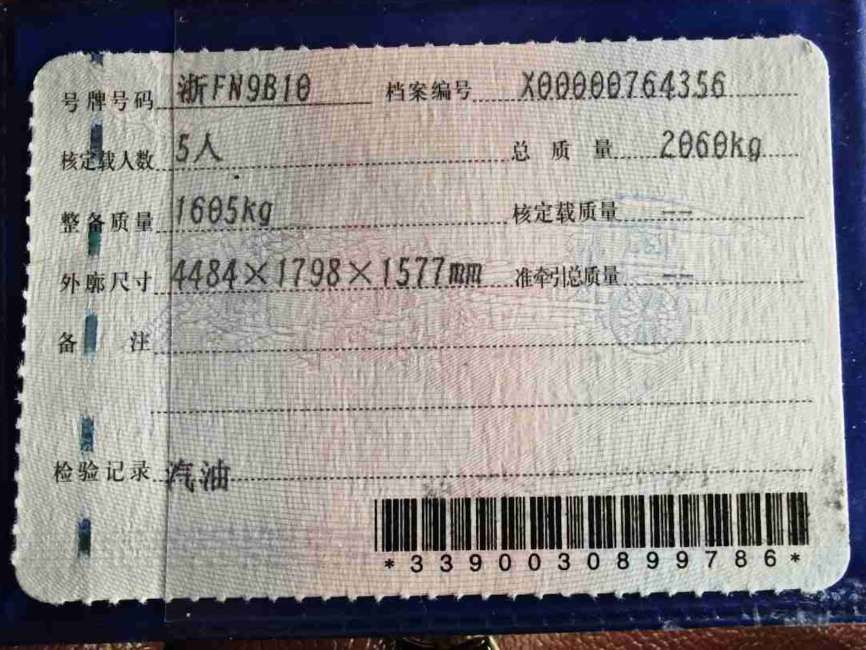 号牌号码 浙FN9B10 档案编号 X00000764356
核定载人数 5人 总质量 2060kg
整备质量 1605kg 核定载质量 --
外廓尺寸 4484×1798×1577mm 准牵引总质量 --
备注
检验记录 汽油
*3390030899786*